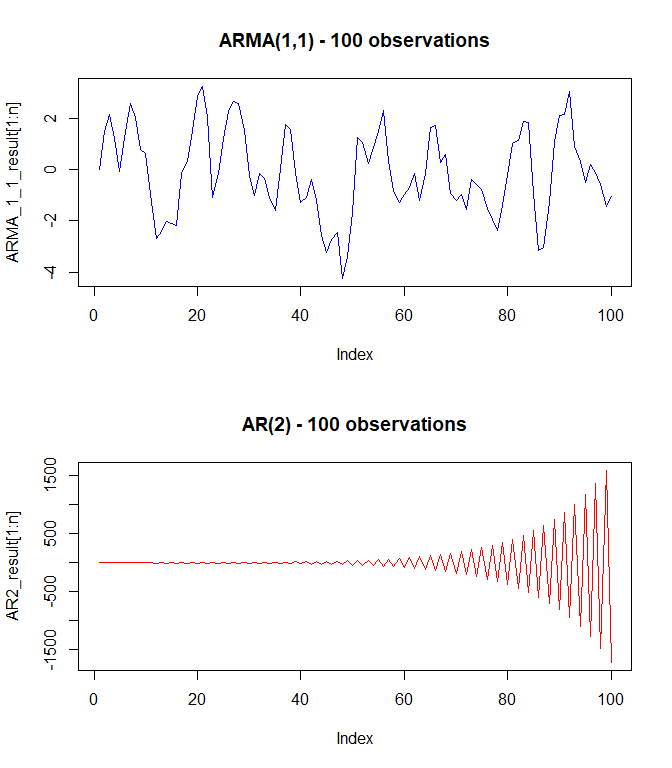 ARMA(1,1) - 100 observations
ARMA_1_1_result[1:n]
2
0
-2
-4
0 20 40 60 80 100
Index
AR(2) - 100 observations
AR2_result[1:n]
1500
500
-500
-1500
0 20 40 60 80 100
Index